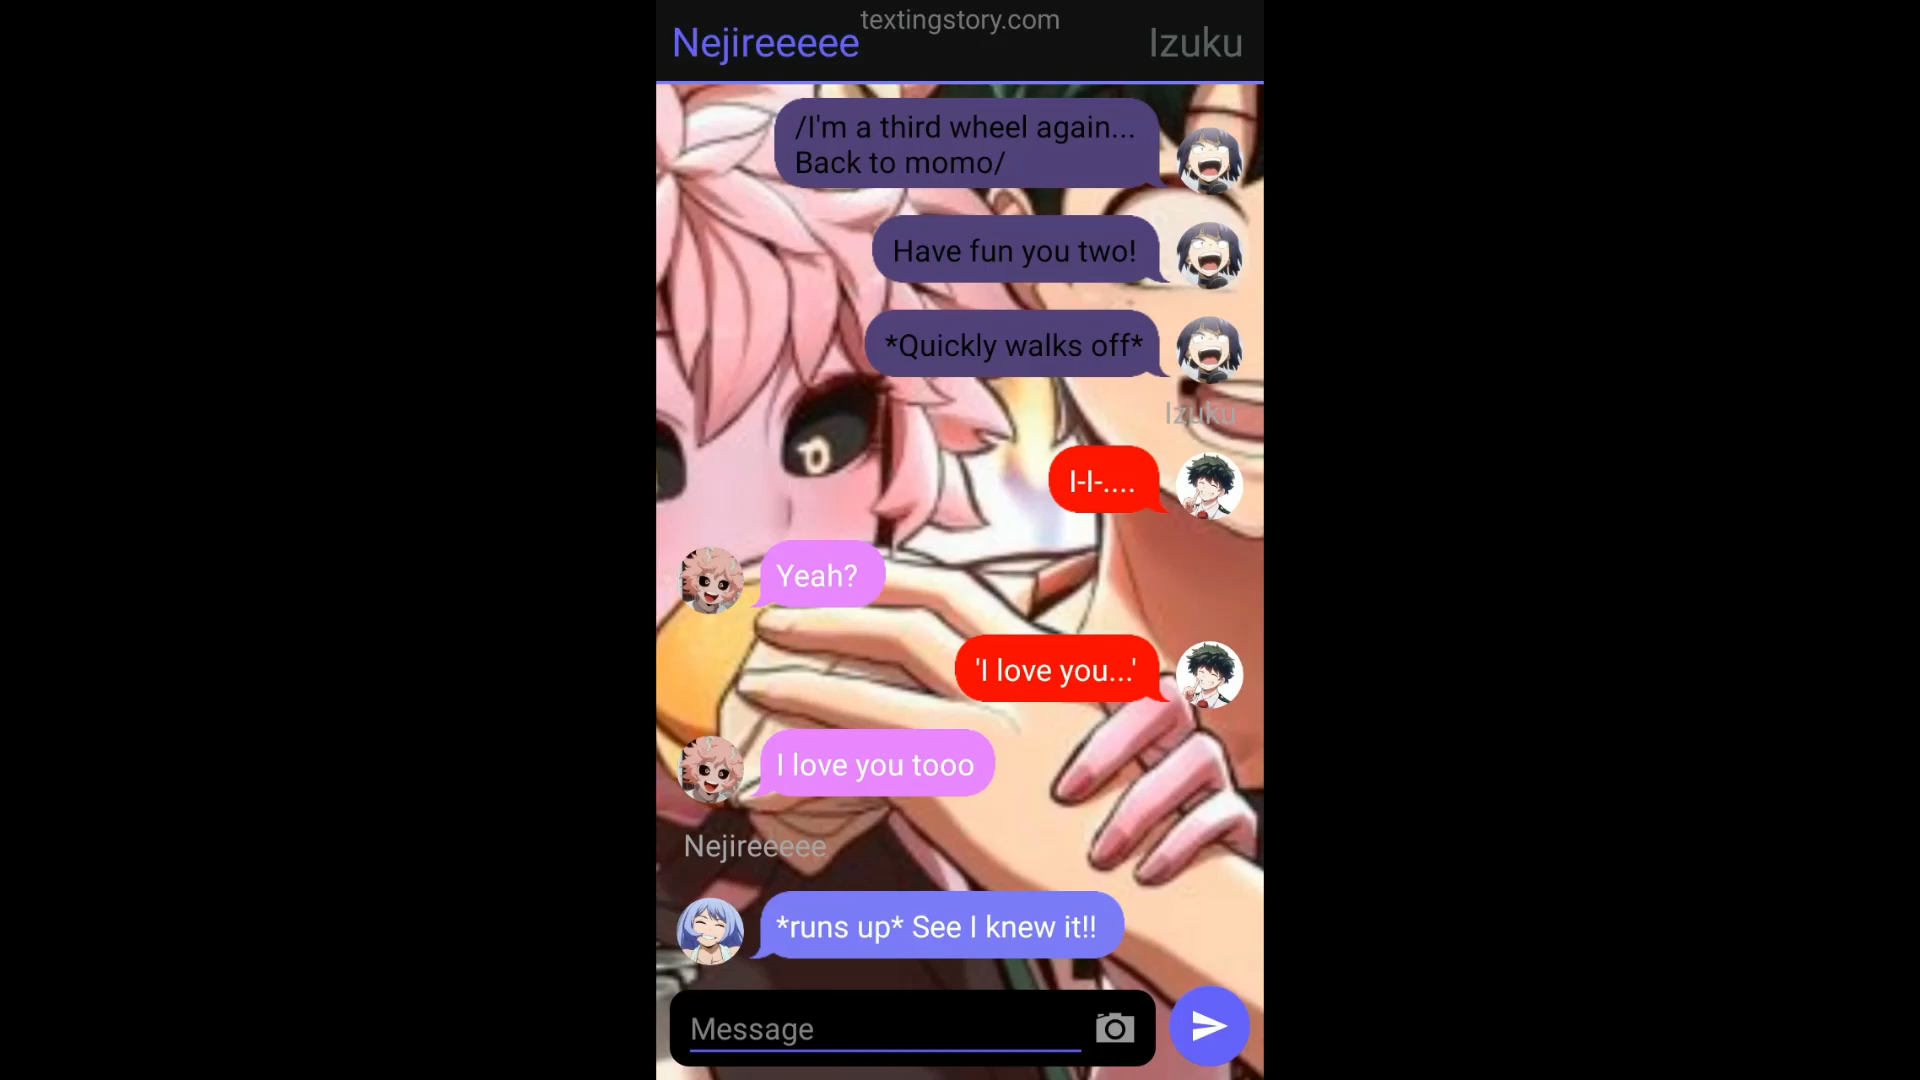 textingstory.com
Nejireeeee
Izuku
/I'm a third wheel again...
Back to momo/
Have fun you two!
*Quickly walks off*
Izuku
I-I-....
Yeah?
'I love you...'
I love you tooo
Nejireeeee
*runs up* See I knew it!!
Message